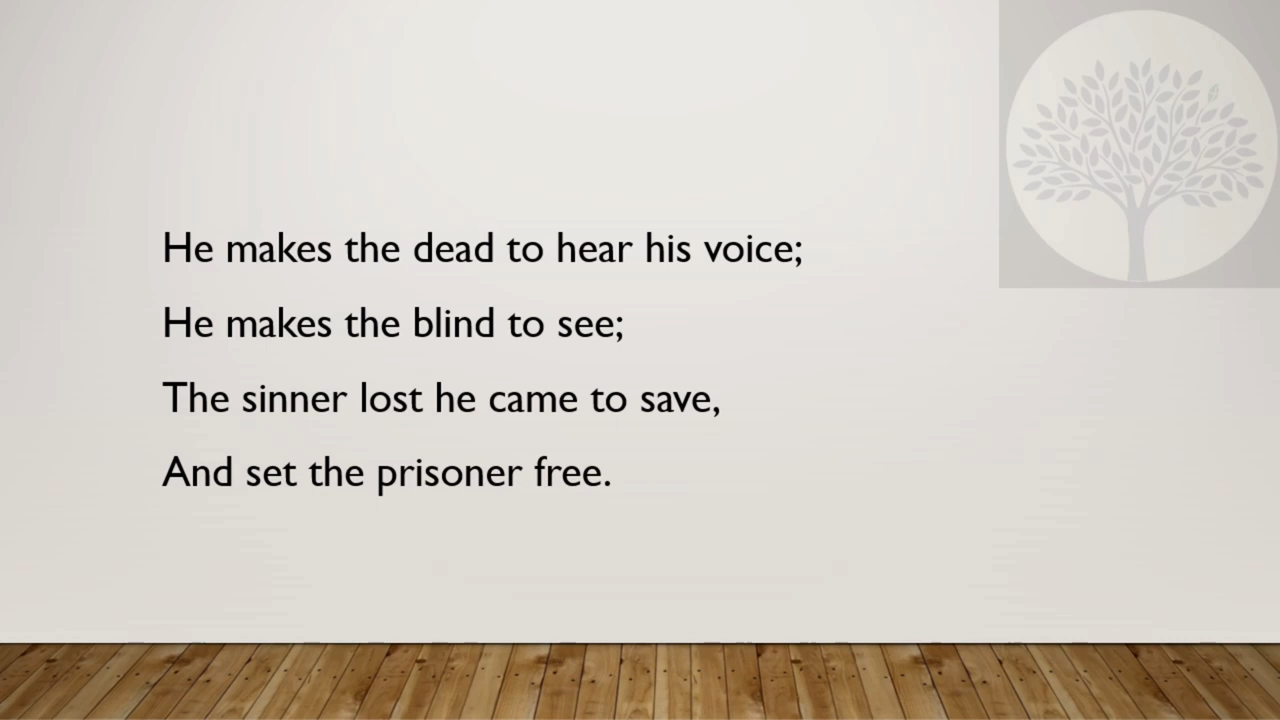 He makes the dead to hear his voice;
He makes the blind to see;
The sinner lost he came to save,
And set the prisoner free.